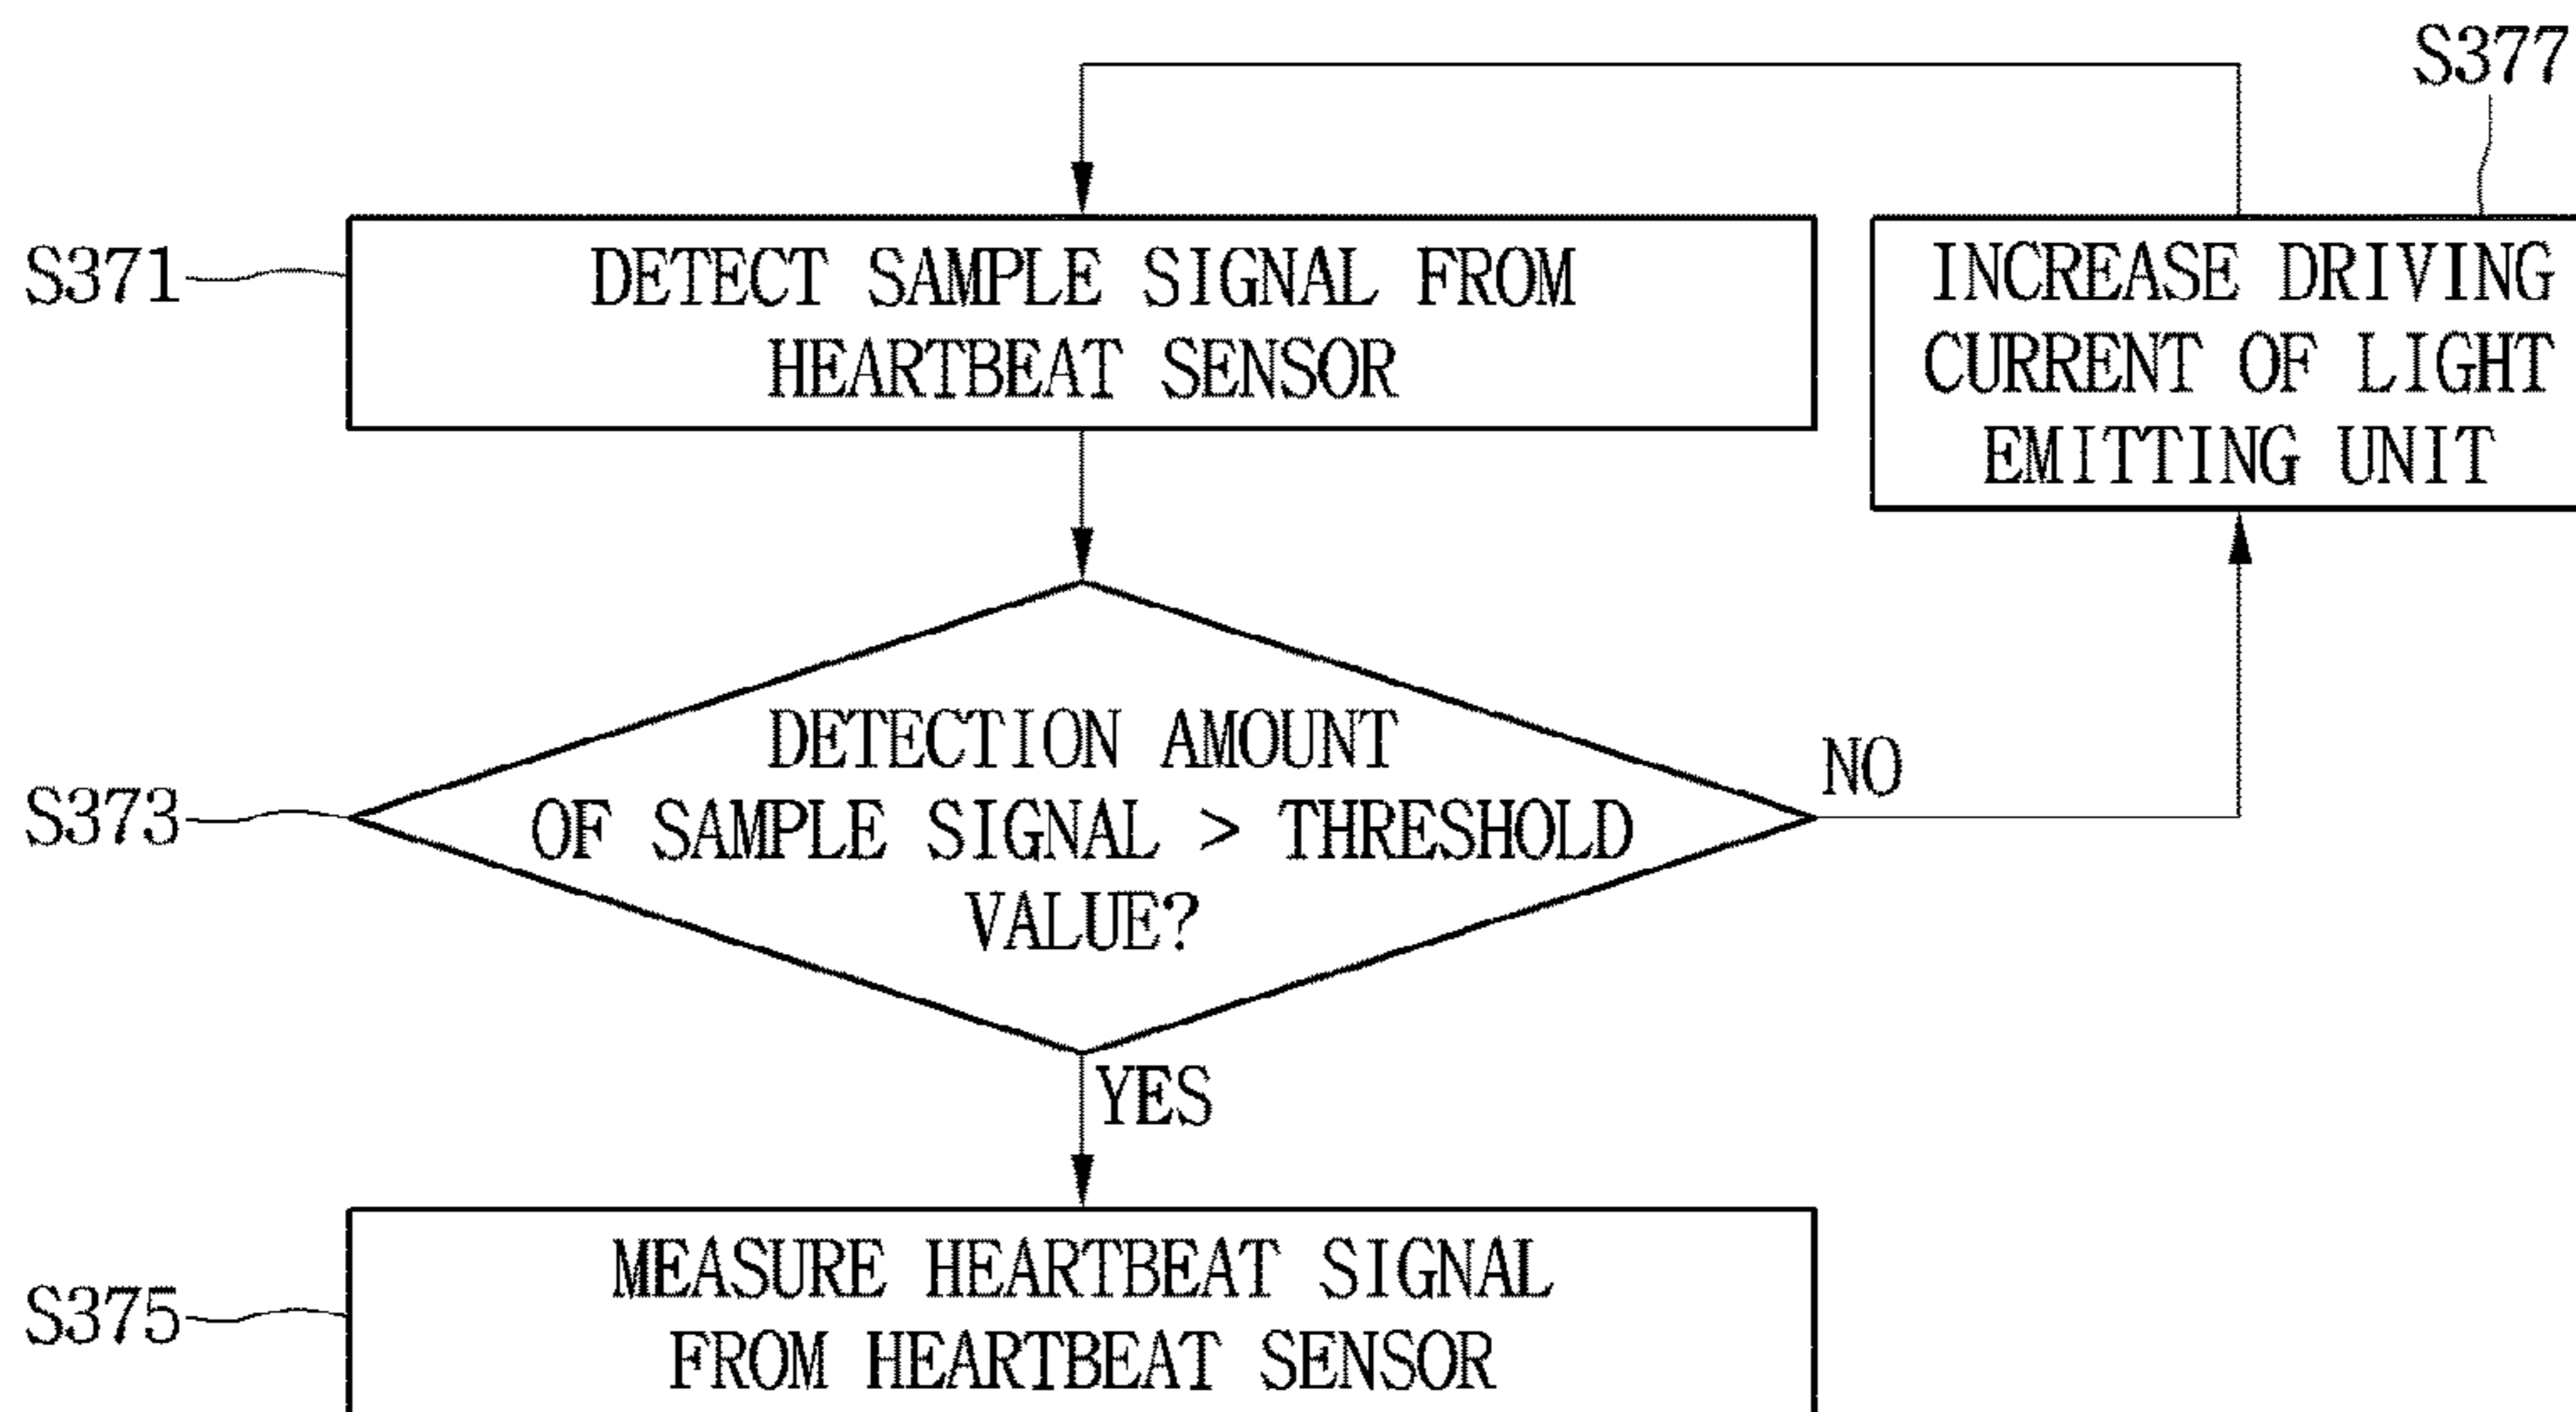 S377
S371
DETECT SAMPLE SIGNAL FROM
HEARTBEAT SENSOR
INCREASE DRIVING
CURRENT OF LIGHT
EMITTING UNIT
S373
DETECTION AMOUNT
OF SAMPLE SIGNAL > THRESHOLD
VALUE?
NO
YES
S375
MEASURE HEARTBEAT SIGNAL
FROM HEARTBEAT SENSOR